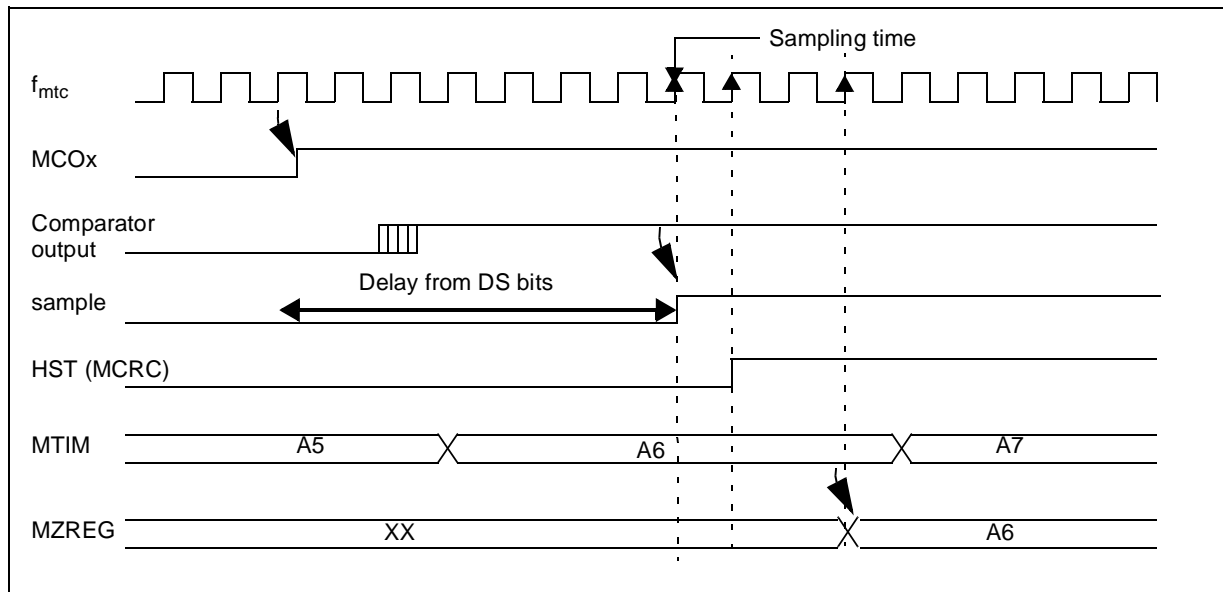 Sampling time
fmtc
MCOx
Comparator
output
Delay from DS bits
sample
HST (MCRC)
MTIM
A5
A6
A7
MZREG
XX
A6